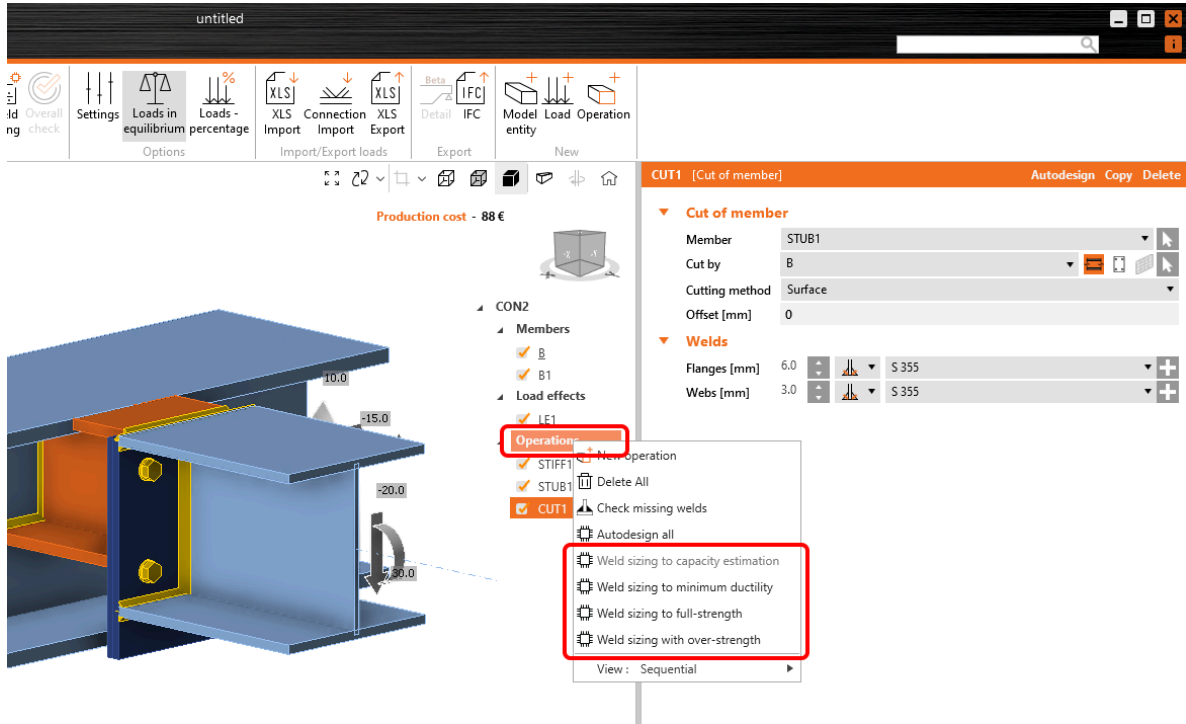 untitled
i
Overall check
Settings
Loads in equilibrium
Loads - percentage
XLS Import
Connection Import
XLS Export
Beta
Detail
IFC
Model entity
Load
Operation
Options
Import/Export loads
Export
New
Production cost - 88 €
CUT1 [Cut of member]
Autodesign Copy Delete
Cut of member
Member STUB1
Cut by B
Cutting method Surface
Offset [mm] 0
Welds
Flanges [mm] 6.0 S 355
Webs [mm] 3.0 S 355
CON2
Members
B
B1
Load effects
LE1
Operations
STIFF1
STUB1
CUT1
New operation
Delete All
Check missing welds
Autodesign all
Weld sizing to capacity estimation
Weld sizing to minimum ductility
Weld sizing to full-strength
Weld sizing with over-strength
View : Sequential
10.0
-15.0
-20.0